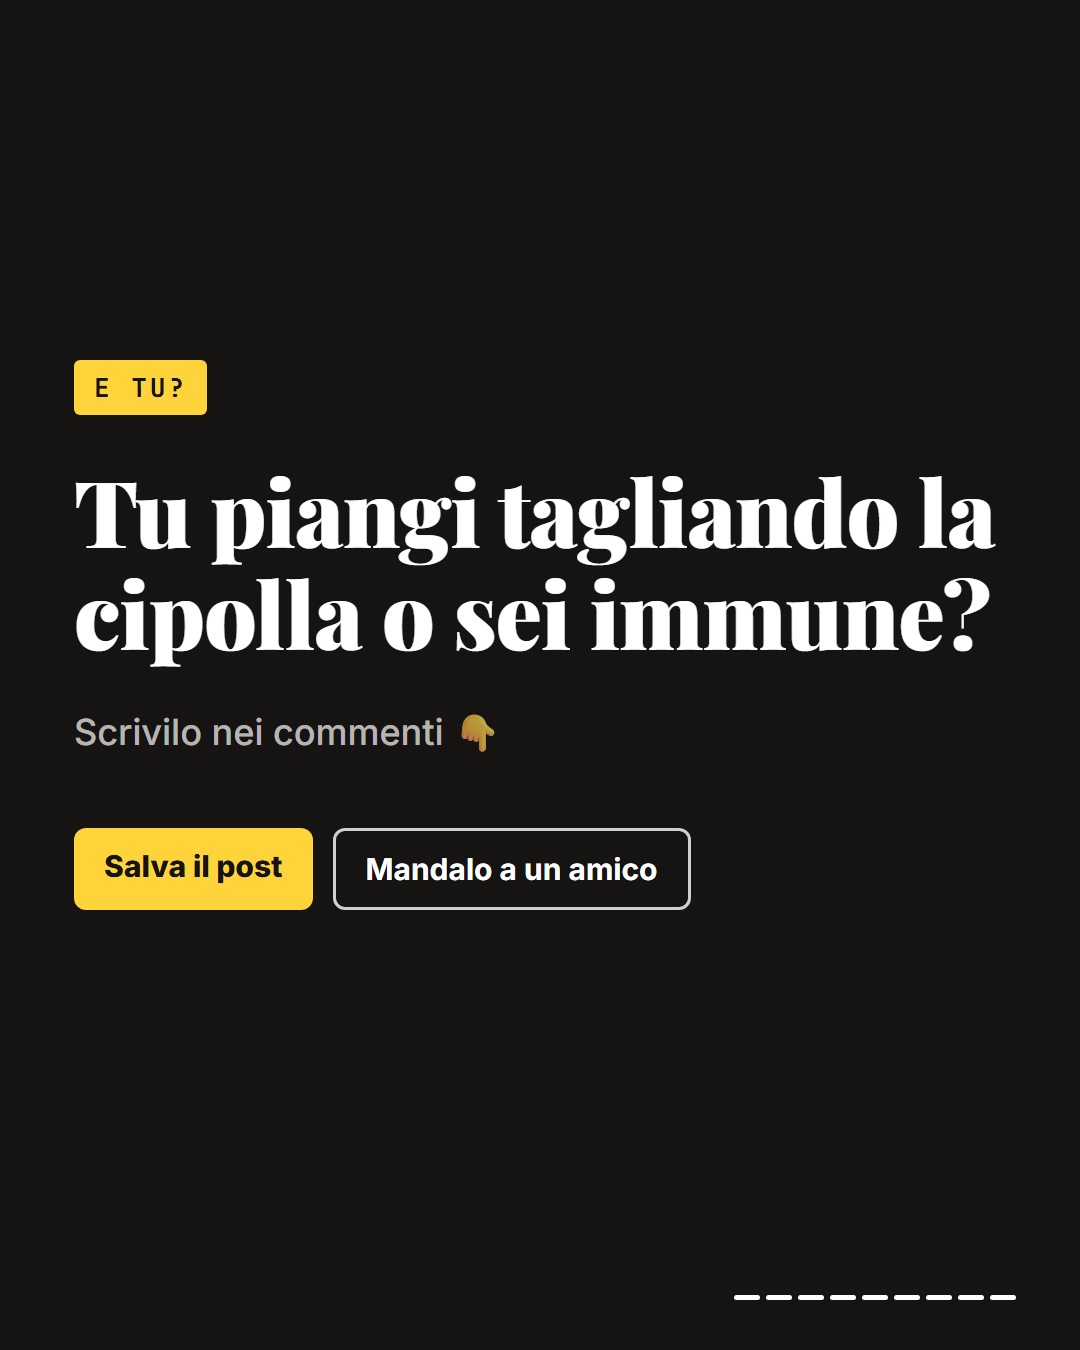 E TU?
Tu piangi tagliando la
cipolla o sei immune?
Scrivilo nei commenti 👇
Salva il post
Mandalo a un amico